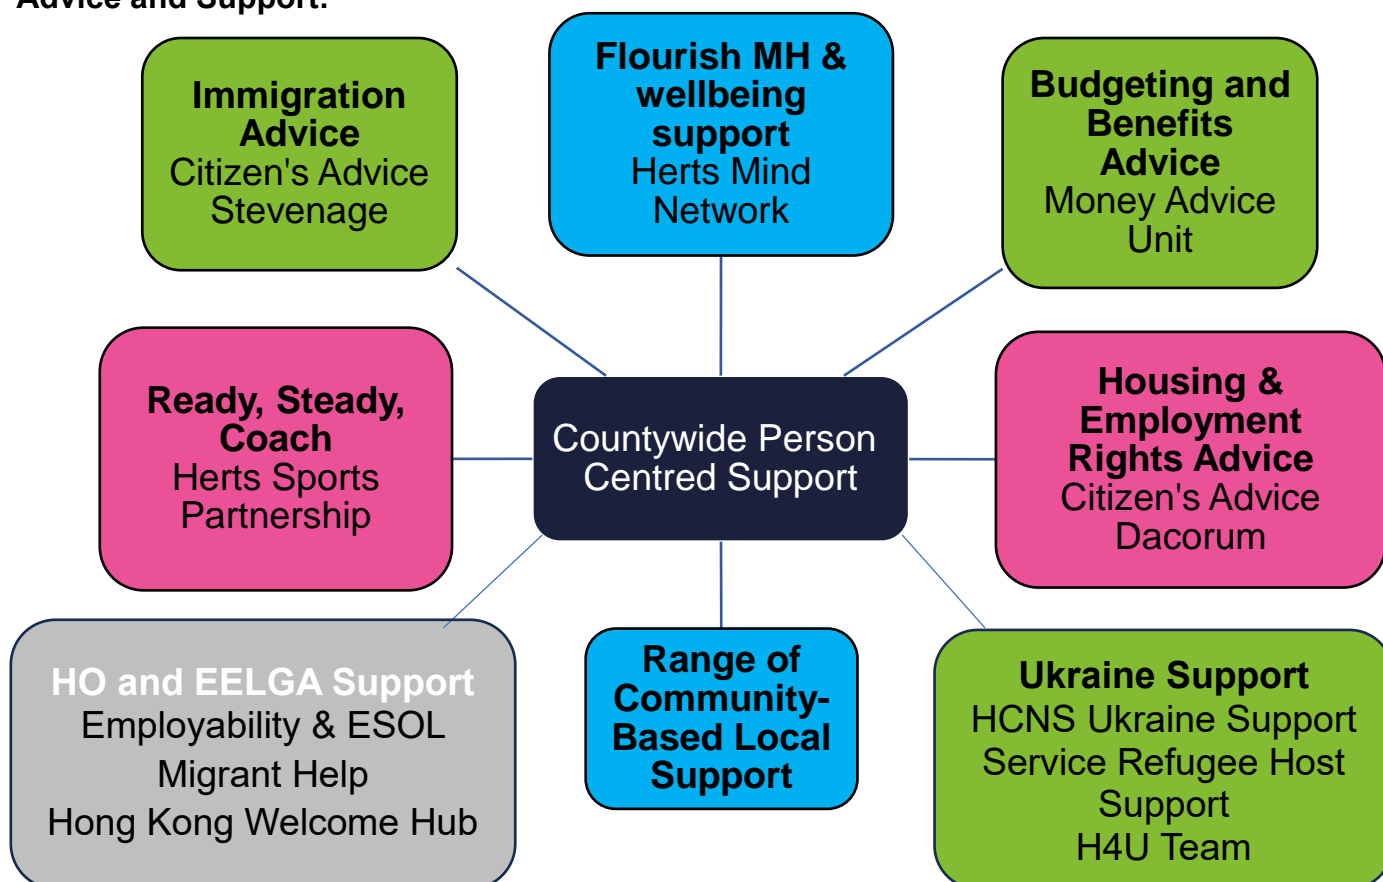 Advice and Support:
Immigration
Advice
Citizen's Advice
Stevenage
Flourish MH &
wellbeing
support
Herts Mind
Network
Budgeting and
Benefits
Advice
Money Advice
Unit
Ready, Steady,
Coach
Herts Sports
Partnership
Countywide Person
Centred Support
Housing &
Employment
Rights Advice
Citizen's Advice
Dacorum
HO and EELGA Support
Employability & ESOL
Migrant Help
Hong Kong Welcome Hub
Range of
Community-
Based Local
Support
Ukraine Support
HCNS Ukraine Support
Service Refugee Host
Support
H4U Team